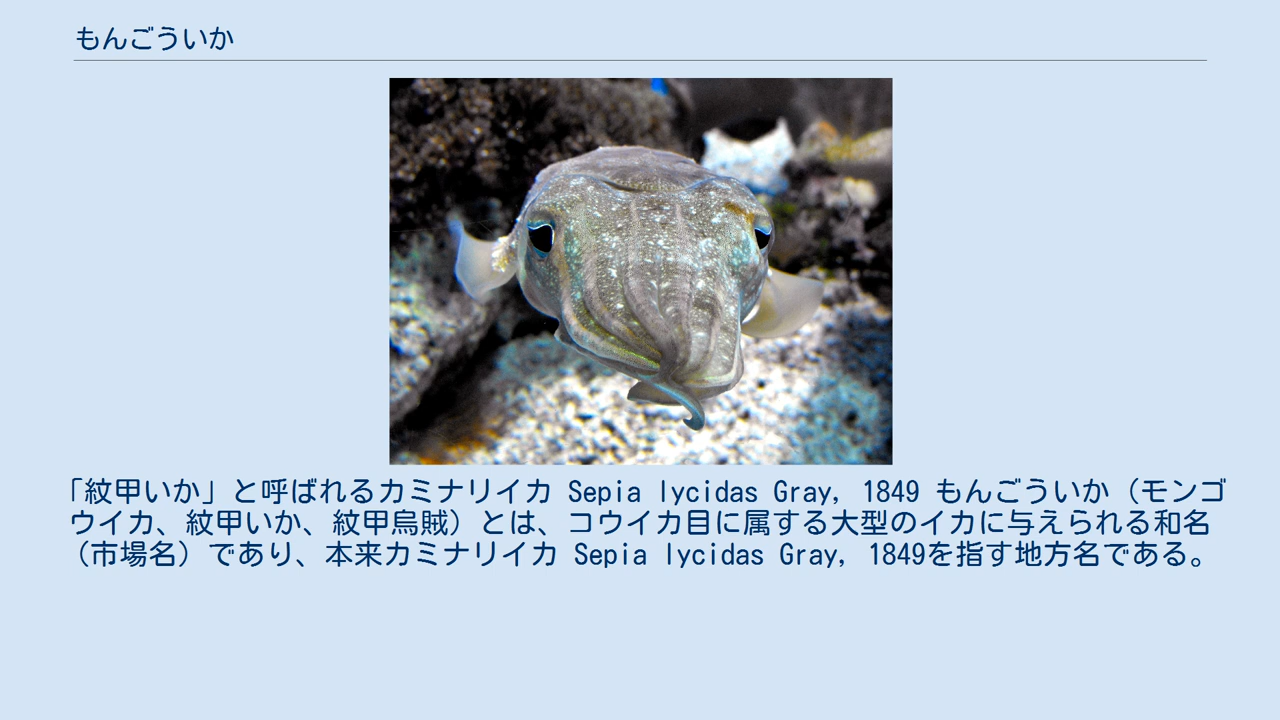 もんごういか
「紋甲いか」と呼ばれるカミナリイカ Sepia lycidas Gray, 1849 もんごういか（モンゴ
ウイカ、紋甲いか、紋甲烏賊）とは、コウイカ目に属する大型のイカに与えられる和名
（市場名）であり、本来カミナリイカ Sepia lycidas Gray, 1849を指す地方名である。